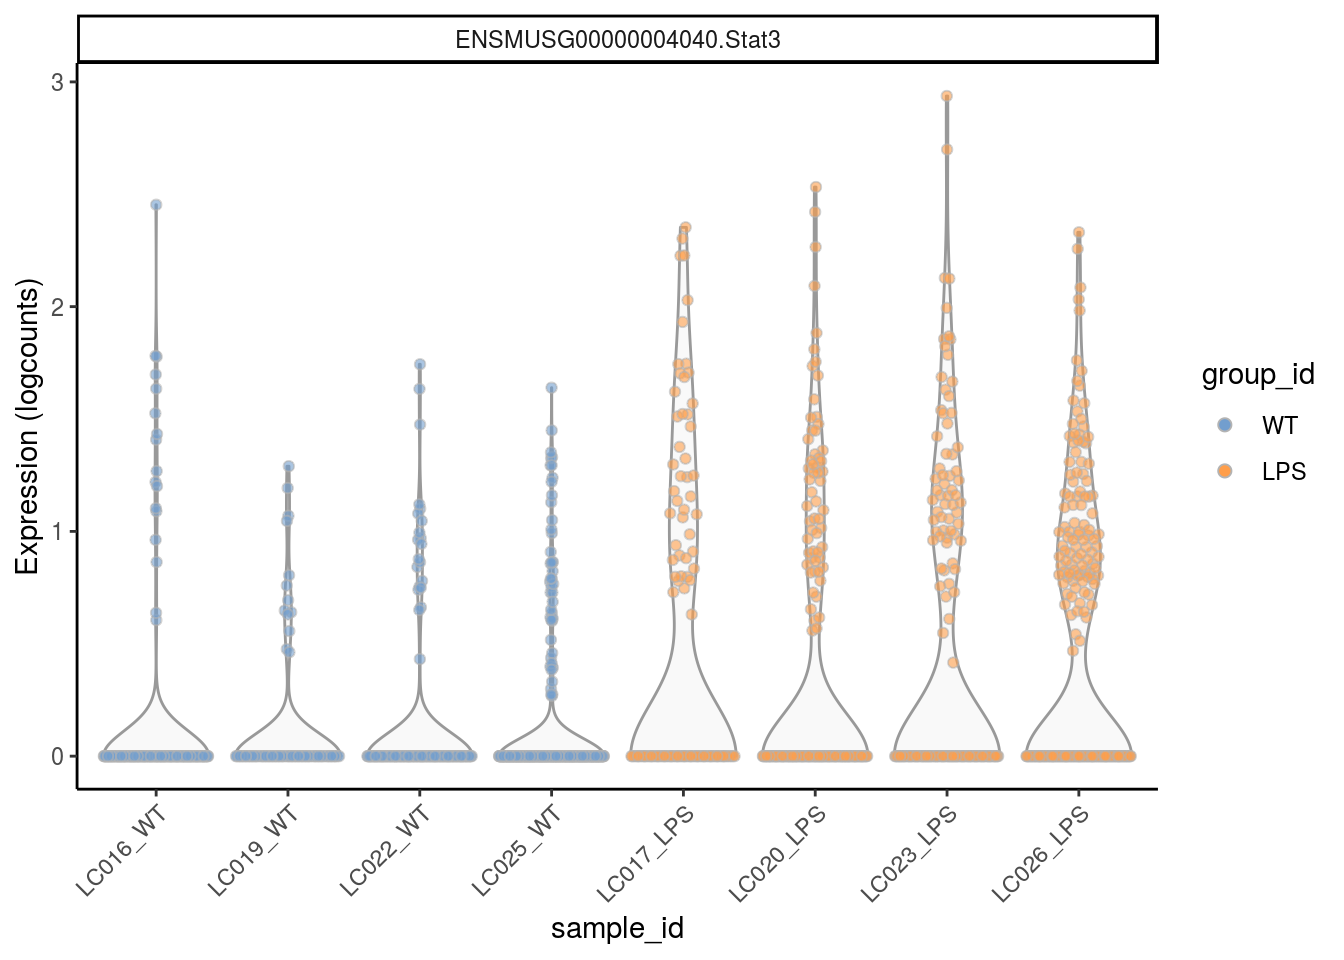 ENSMUSG00000004040.Stat3
3
2
1
0
Expression (logcounts)
LC016_WT
LC019_WT
LC022_WT
LC025_WT
LC017_LPS
LC020_LPS
LC023_LPS
LC026_LPS
sample_id
group_id
WT
LPS